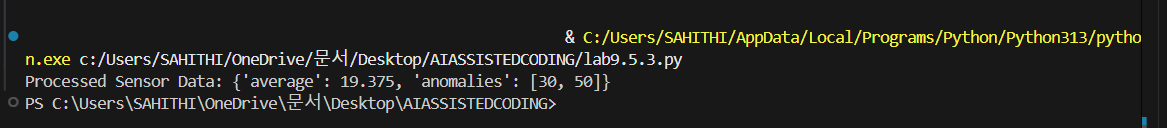 & C:/Users/SAHITHI/AppData/Local/Programs/Python/Python313/pytho
n.exe c:/Users/SAHITHI/OneDrive/문서/Desktop/AIASSISTEDCODING/lab9.5.3.py
Processed Sensor Data: {'average': 19.375, 'anomalies': [30, 50]}
PS C:\Users\SAHITHI\OneDrive\문서\Desktop\AIASSISTEDCODING>